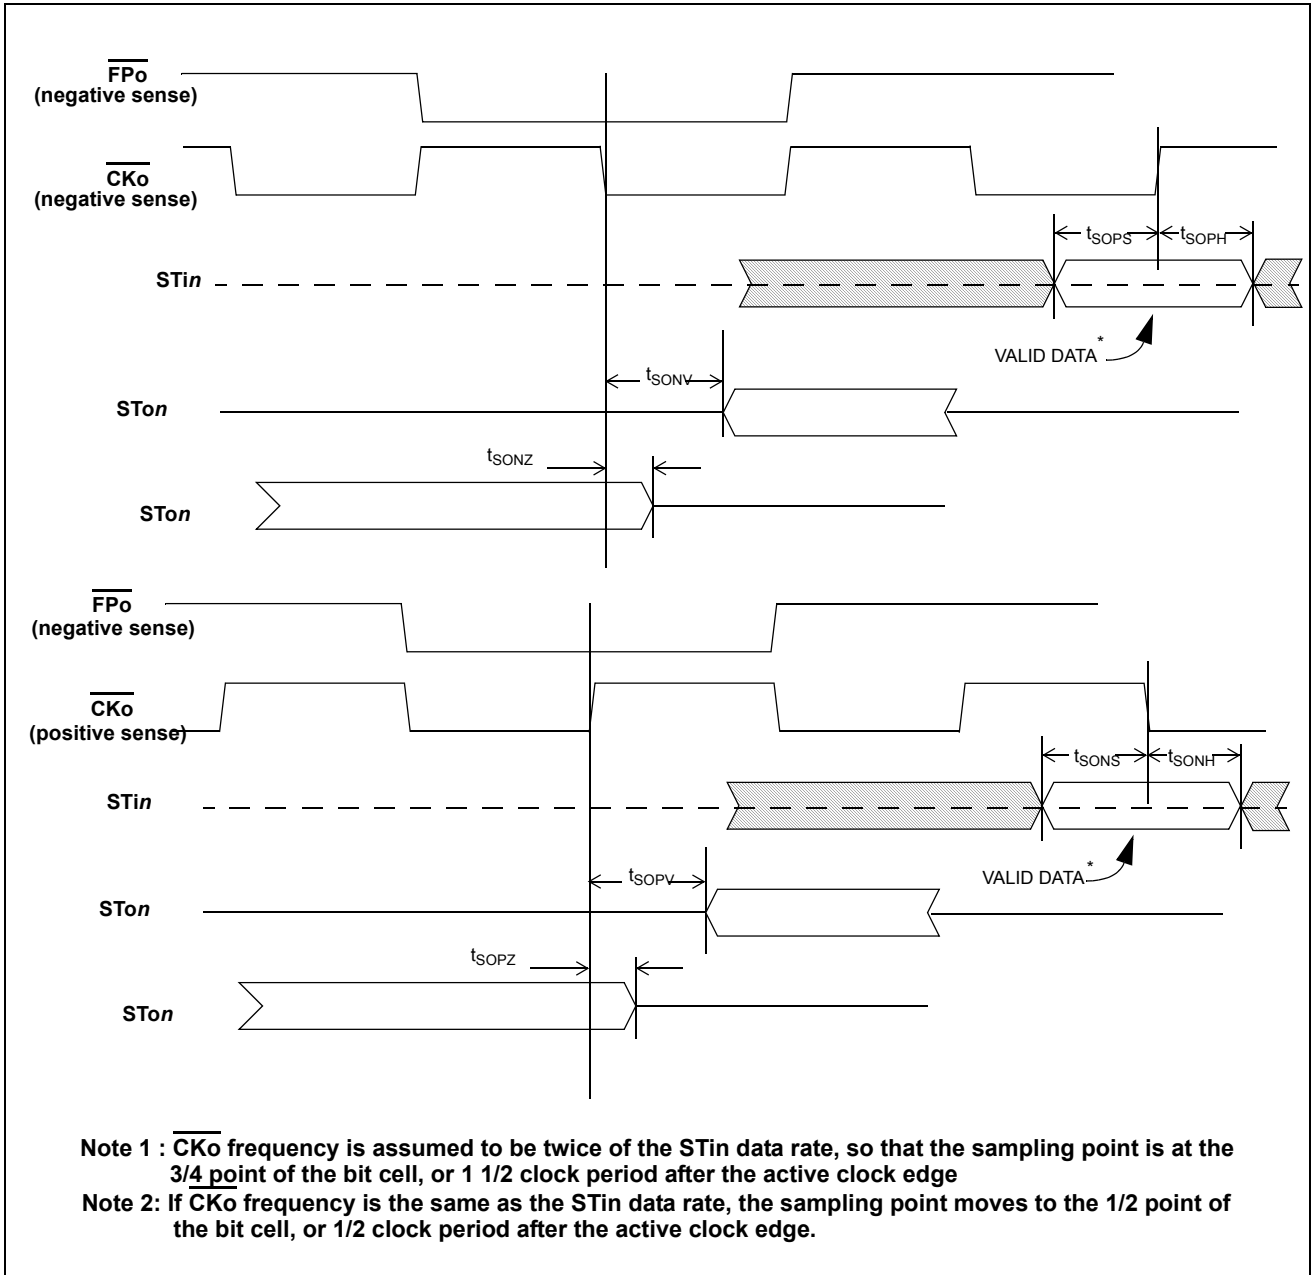 FPo
(negative sense)
CKo
(negative sense)
tSOPS
tSOPH
STin
VALID DATA*
tSONV
STon
tSONZ
STon
FPo
(negative sense)
CKo
(positive sense)
tSONS
tSONH
STin
VALID DATA*
tSOPV
STon
tSOPZ
STon
Note 1 : CKo frequency is assumed to be twice of the STin data rate, so that the sampling point is at the
3/4 point of the bit cell, or 1 1/2 clock period after the active clock edge
Note 2: If CKo frequency is the same as the STin data rate, the sampling point moves to the 1/2 point of
the bit cell, or 1/2 clock period after the active clock edge.